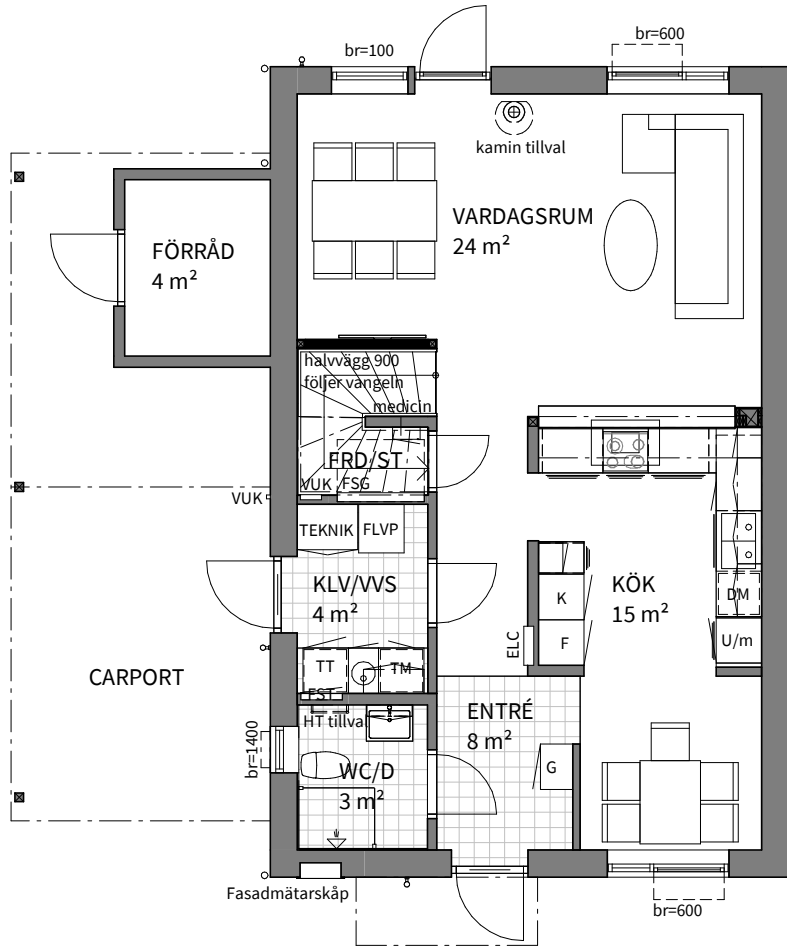 br=600
br=100
kamin tillval
VARDAGSRUM
24 m²
FÖRRÅD
4 m²
halvvägg 900
följer vangeln
medicin
FRD/ST
VUK
FSG
VUK
TEKNIK
FLVP
KLV/VVS
4 m²
K
F
KÖK
15 m²
DM
U/m
ELC
CARPORT
TT
TM
FST
HT tillval
ENTRÉ
8 m²
br=1400
WC/D
3 m²
G
Fasadmätarskåp
br=600